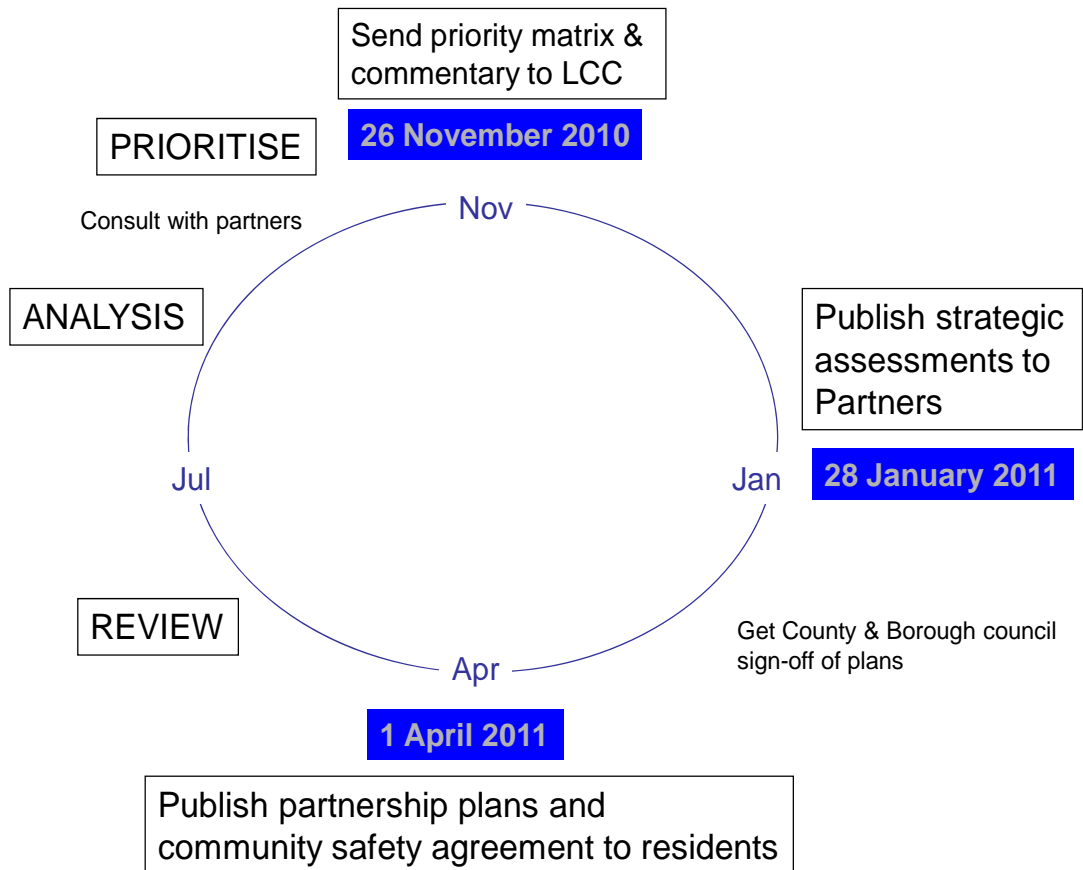 Send priority matrix &
commentary to LCC
PRIORITISE
26 November 2010
Consult with partners
Nov
ANALYSIS
Publish strategic
assessments to
Partners
Jul
Jan
28 January 2011
REVIEW
Get County & Borough council
sign-off of plans
Apr
1 April 2011
Publish partnership plans and
community safety agreement to residents